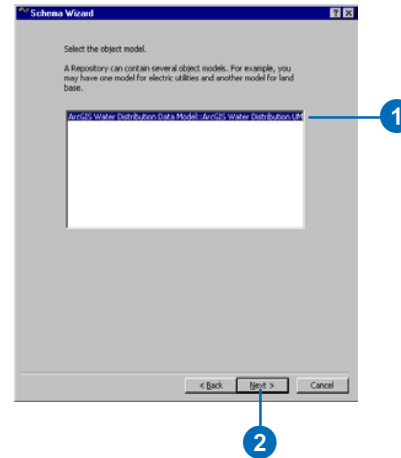 Schema Wizard
Select the object model.
A Repository can contain several object models. For example, you
may have one model for electric utilities and another model for land
base.
ArcGIS Water Distribution Data Model::ArcGIS Water Distribution UM
1
< Back Next > Cancel
2